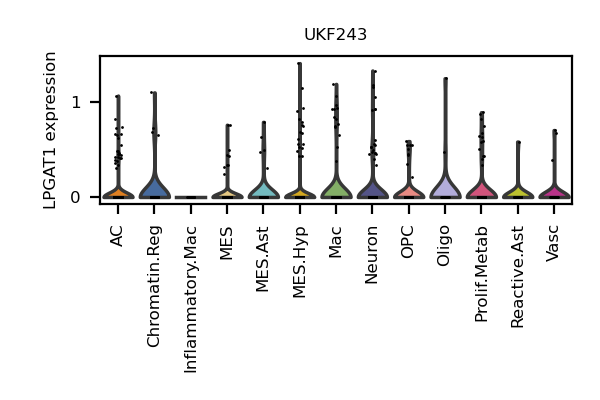 UKF243
LPGAT1 expression
1
0
AC
Chromatin.Reg
Inflammatory.Mac
MES
MES.Ast
MES.Hyp
Mac
Neuron
OPC
Oligo
Prolif.Metab
Reactive.Ast
Vasc